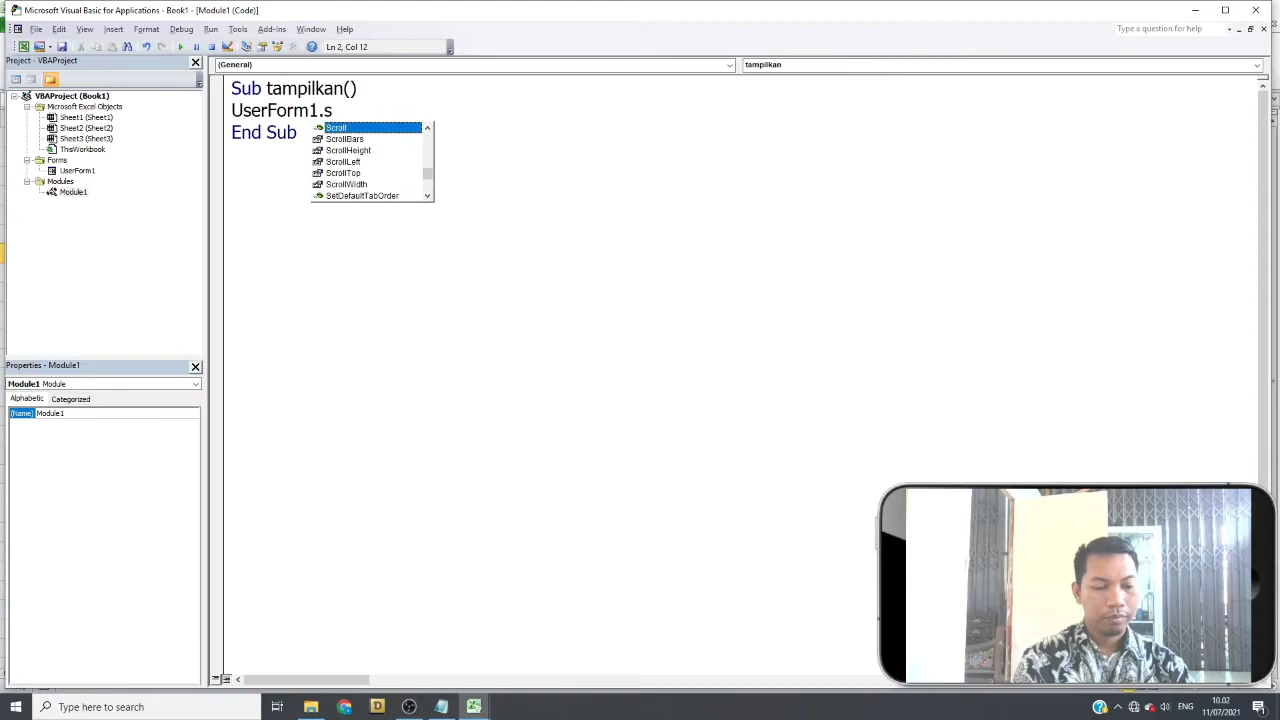 Microsoft Visual Basic for Applications - Book1 - [Module1 (Code)]
File Edit View Insert Format Debug Run Tools Add-Ins Window Help
Type a question for help
Ln 2, Col 12
Project - VBAProject
(General)
tampilkan
VBAProject (Book1)
Microsoft Excel Objects
Sheet1 (Sheet1)
Sheet2 (Sheet2)
Sheet3 (Sheet3)
ThisWorkbook
Forms
UserForm1
Modules
Module1
Sub tampilkan()
UserForm1.s
End Sub
Scroll
ScrollBars
ScrollHeight
ScrollLeft
ScrollTop
ScrollWidth
SetDefaultTabOrder
Properties - Module1
Module1 Module
Alphabetic Categorized
(Name) Module1
Type here to search
ENG
10.02
11/07/2021